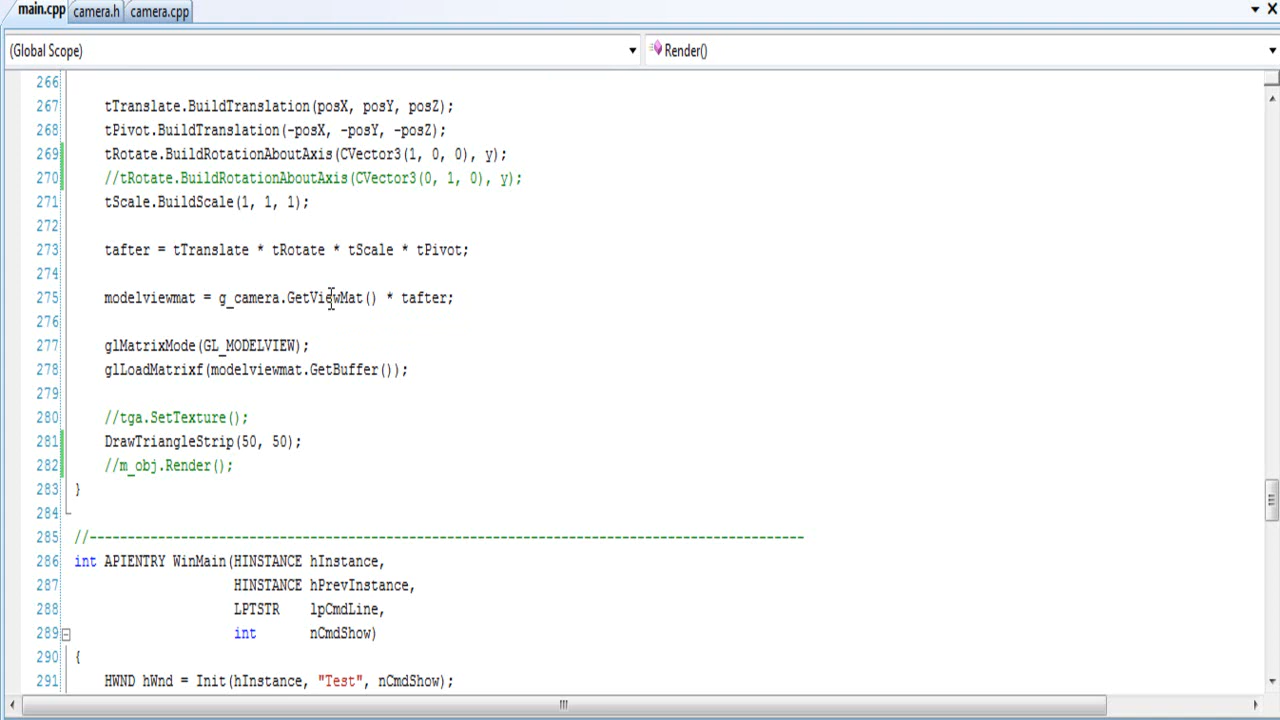 main.cpp camera.h camera.cpp
(Global Scope) Render()
266
267 tTranslate.BuildTranslation(posX, posY, posZ);
268 tPivot.BuildTranslation(-posX, -posY, -posZ);
269 tRotate.BuildRotationAboutAxis(CVector3(1, 0, 0), y);
270 //tRotate.BuildRotationAboutAxis(CVector3(0, 1, 0), y);
271 tScale.BuildScale(1, 1, 1);
272
273 tafter = tTranslate * tRotate * tScale * tPivot;
274
275 modelviewmat = g_camera.GetViewMat() * tafter;
276
277 glMatrixMode(GL_MODELVIEW);
278 glLoadMatrixf(modelviewmat.GetBuffer());
279
280 //tga.SetTexture();
281 DrawTriangleStrip(50, 50);
282 //m_obj.Render();
283 }
284
285 //-----------------------------------------------------------------------------------------------
286 int APIENTRY WinMain(HINSTANCE hInstance,
287 HINSTANCE hPrevInstance,
288 LPTSTR lpCmdLine,
289 int nCmdShow)
290 {
291 HWND hWnd = Init(hInstance, "Test", nCmdShow);